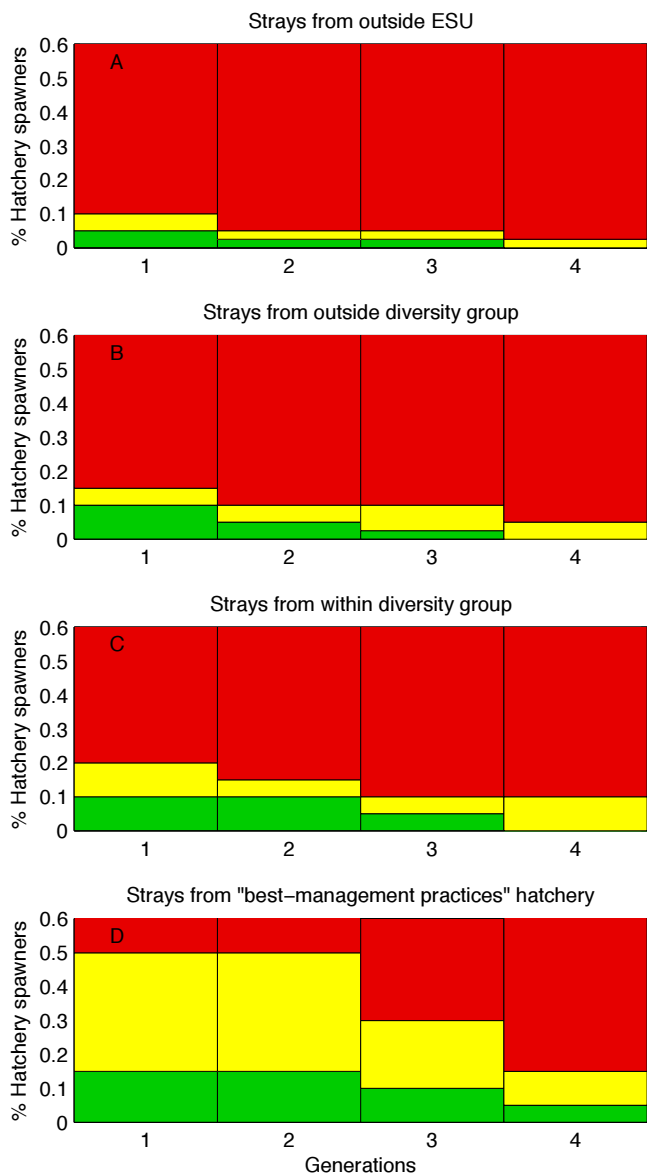 Strays from outside ESU
A
% Hatchery spawners
0.6
0.5
0.4
0.3
0.2
0.1
0
1 2 3 4
Strays from outside diversity group
B
% Hatchery spawners
0.6
0.5
0.4
0.3
0.2
0.1
0
1 2 3 4
Strays from within diversity group
C
% Hatchery spawners
0.6
0.5
0.4
0.3
0.2
0.1
0
1 2 3 4
Strays from "best−management practices" hatchery
D
% Hatchery spawners
0.6
0.5
0.4
0.3
0.2
0.1
0
1 2 3 4
Generations